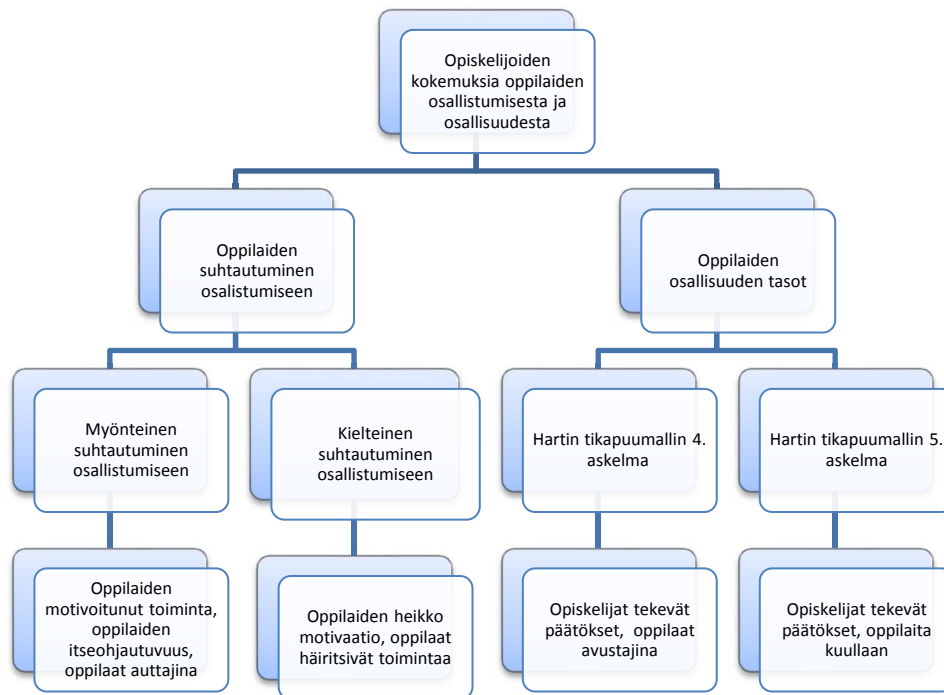 Opiskelijoiden
kokemuksia oppilaiden
osallistumisesta ja
osallisuudesta
Oppilaiden
suhtautuminen
osalistumiseen
Oppilaiden
osallisuuden tasot
Myönteinen
suhtautuminen
osallistumiseen
Kielteinen
suhtautuminen
osallistumiseen
Hartin tikapuumallin 4.
askelma
Hartin tikapuumallin 5.
askelma
Oppilaiden
motivoitunut toiminta,
oppilaiden
itseohjautuvuus,
oppilaat auttajina
Oppilaiden heikko
motivaatio, oppilaat
häiritsivät toimintaa
Opiskelijat tekevät
päätökset, oppilaat
avustajina
Opiskelijat tekevät
päätökset, oppilaita
kuullaan